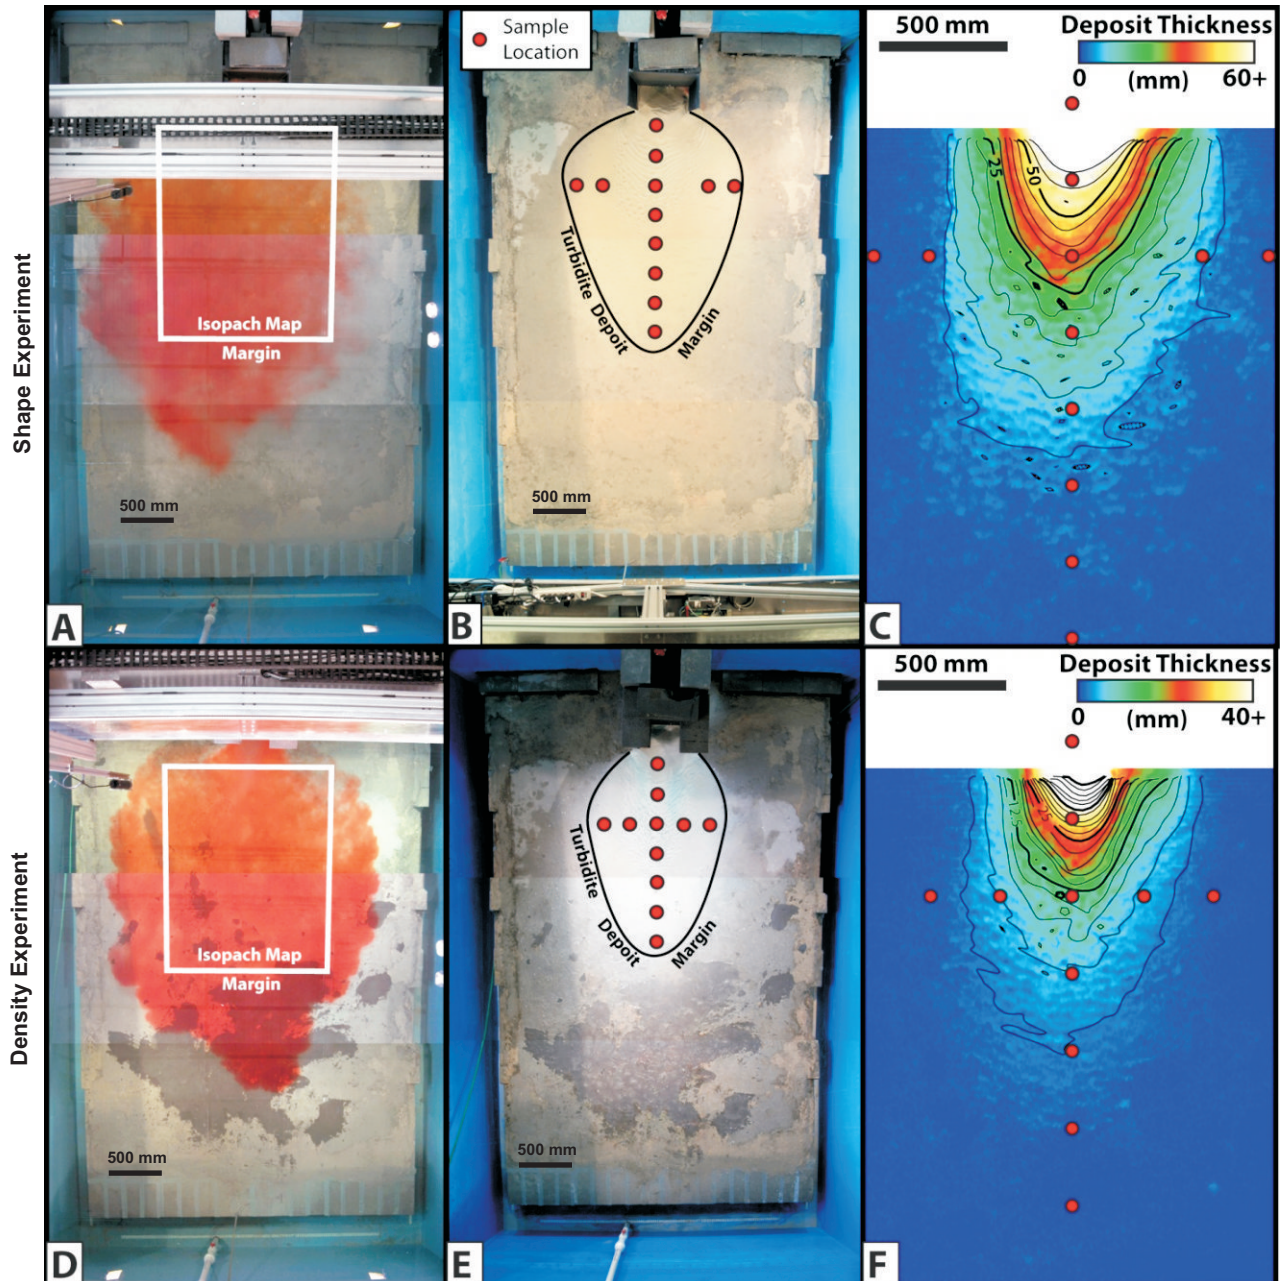 Shape Experiment
Isopach Map
Margin
500 mm
A
Sample
Location
Turbidite Depoit
Margin
500 mm
B
500 mm
Deposit Thickness
0
(mm)
60+
25
50
C
Density Experiment
Isopach Map
Margin
500 mm
D
Turbidite
Depoit
Margin
500 mm
E
500 mm
Deposit Thickness
0
(mm)
40+
25
F